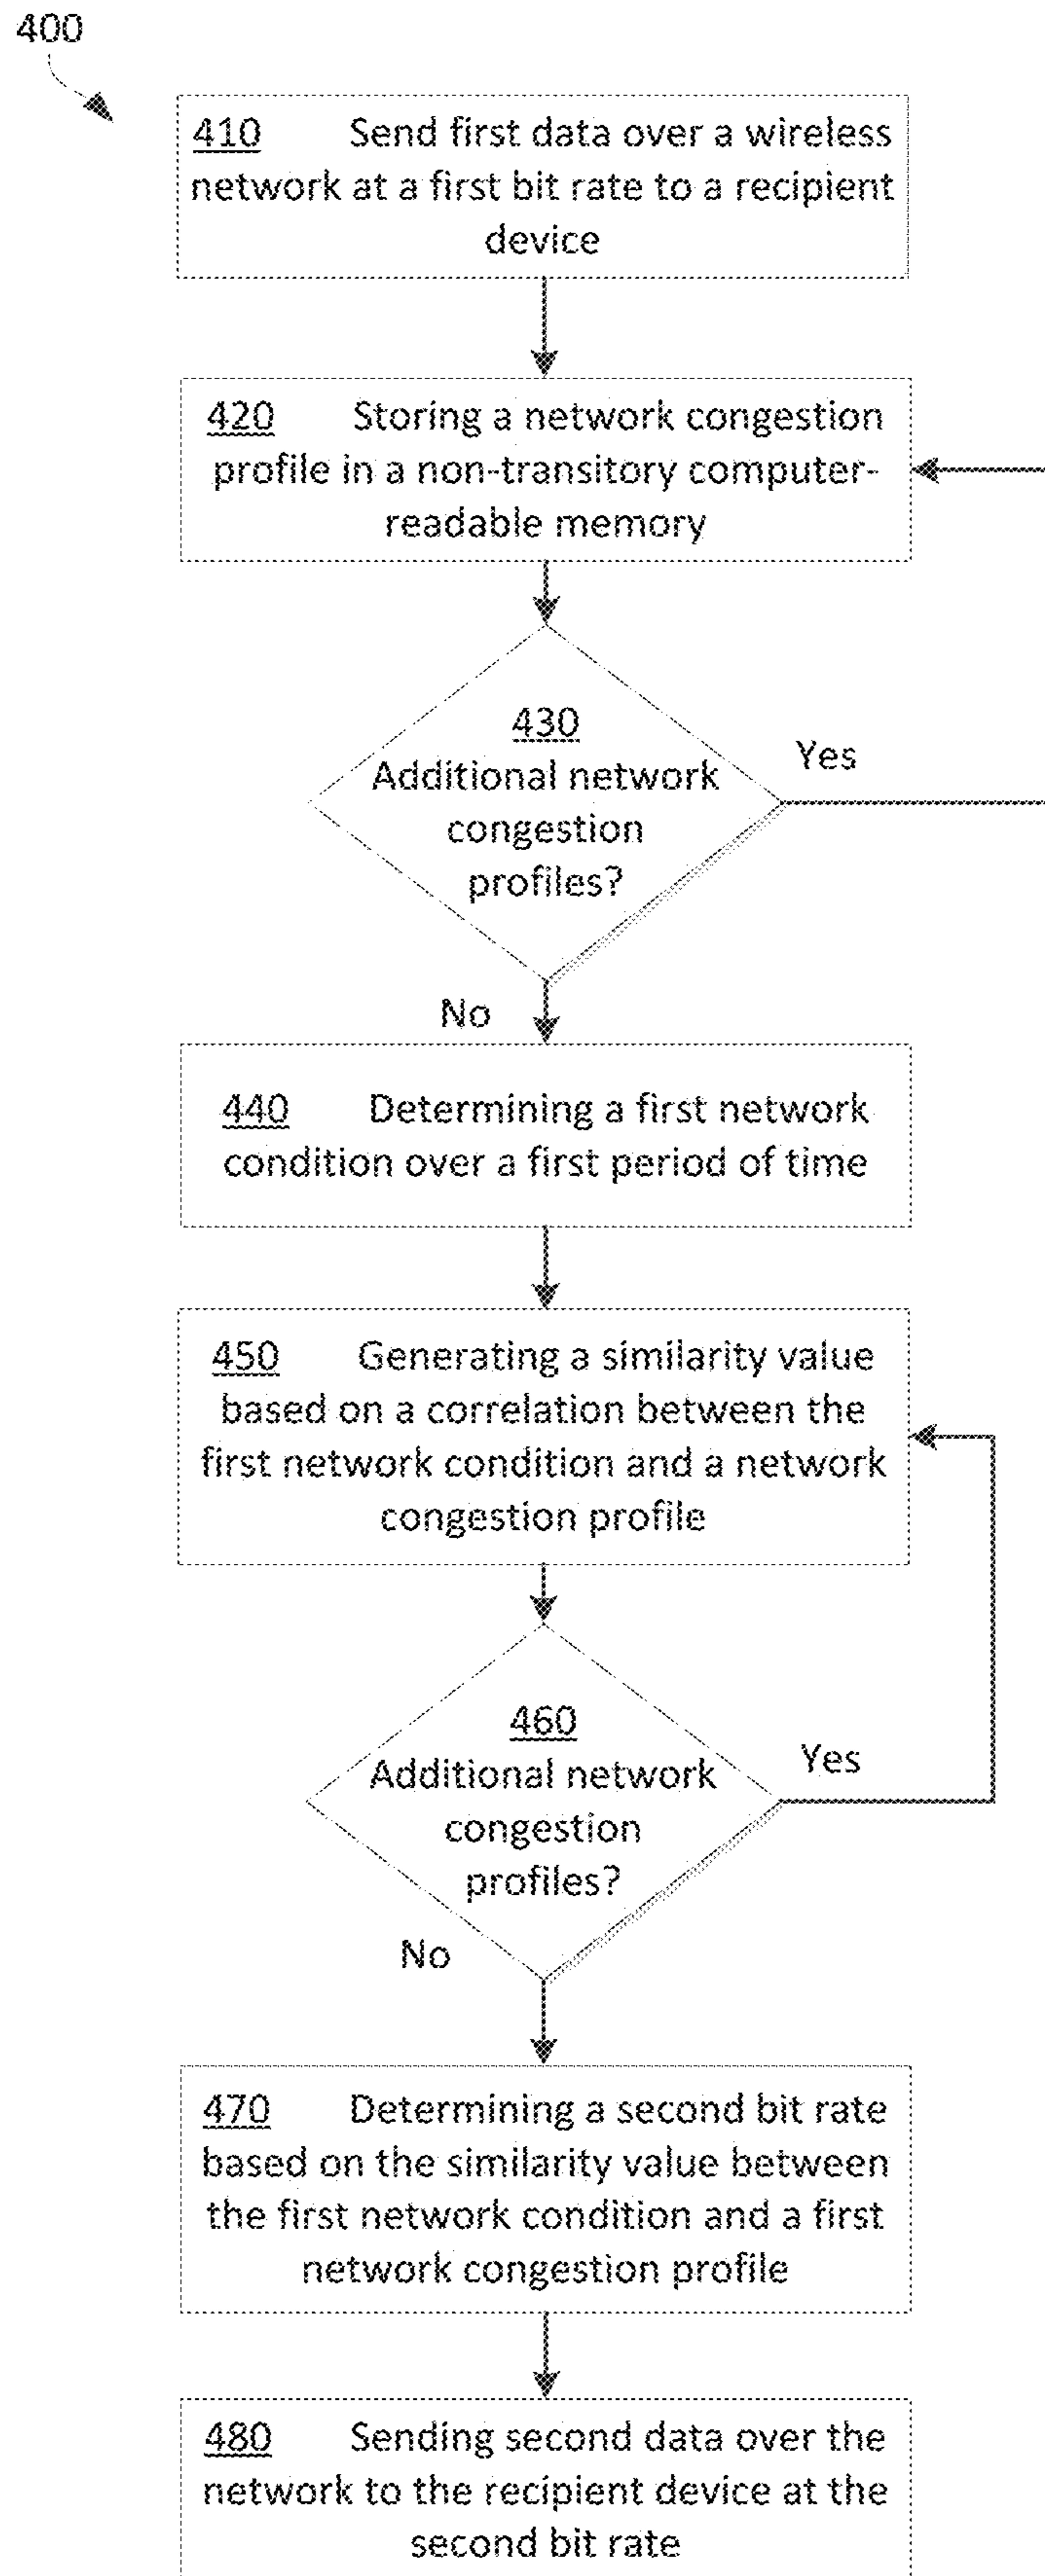 400
410 Send first data over a wireless
network at a first bit rate to a recipient
device
420 Storing a network congestion
profile in a non-transitory computer-
readable memory
430
Additional network
congestion
profiles?
Yes
No
440 Determining a first network
condition over a first period of time
450 Generating a similarity value
based on a correlation between the
first network condition and a network
congestion profile
460
Additional network
congestion
profiles?
Yes
No
470 Determining a second bit rate
based on the similarity value between
the first network condition and a first
network congestion profile
480 Sending second data over the
network to the recipient device at the
second bit rate